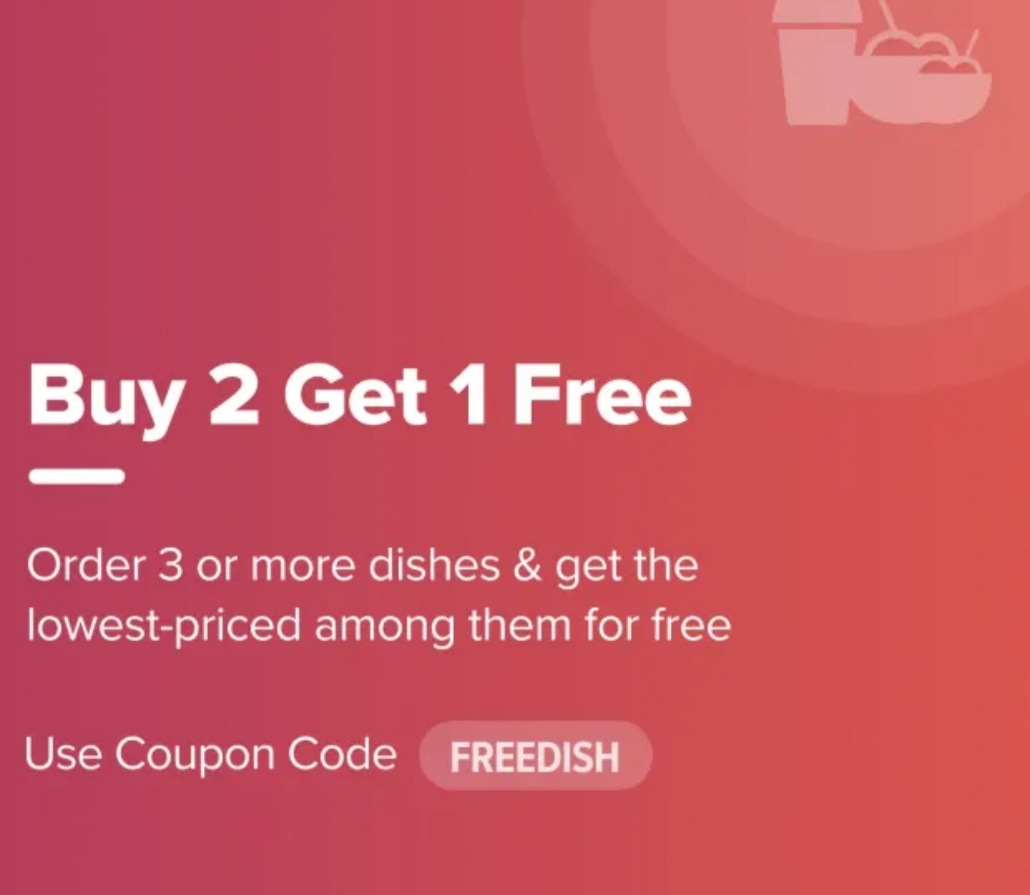 Buy 2 Get 1 Free
Order 3 or more dishes & get the
lowest-priced among them for free
Use Coupon Code FREEDISH